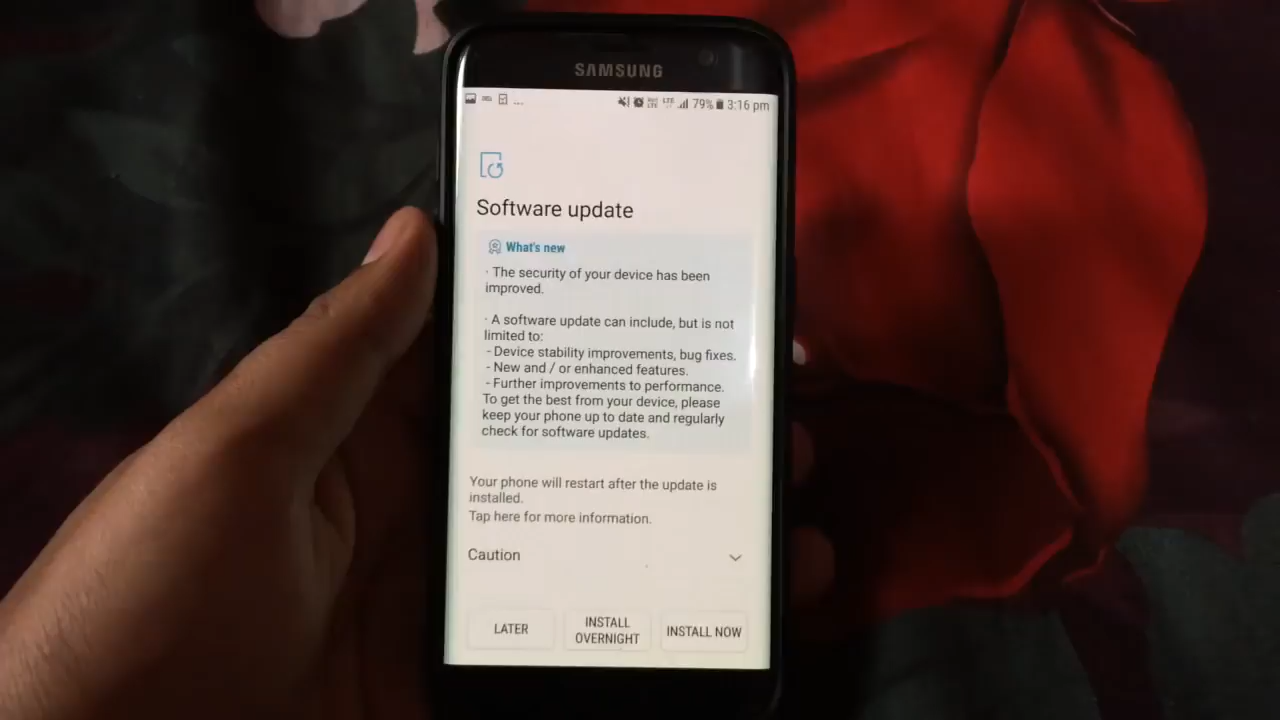 SAMSUNG
... LTE 79% 3:16 pm
Software update
What's new
· The security of your device has been
improved.
· A software update can include, but is not
limited to:
- Device stability improvements, bug fixes.
- New and / or enhanced features.
- Further improvements to performance.
To get the best from your device, please
keep your phone up to date and regularly
check for software updates.
Your phone will restart after the update is
installed.
Tap here for more information.
Caution
LATER
INSTALL
OVERNIGHT
INSTALL NOW